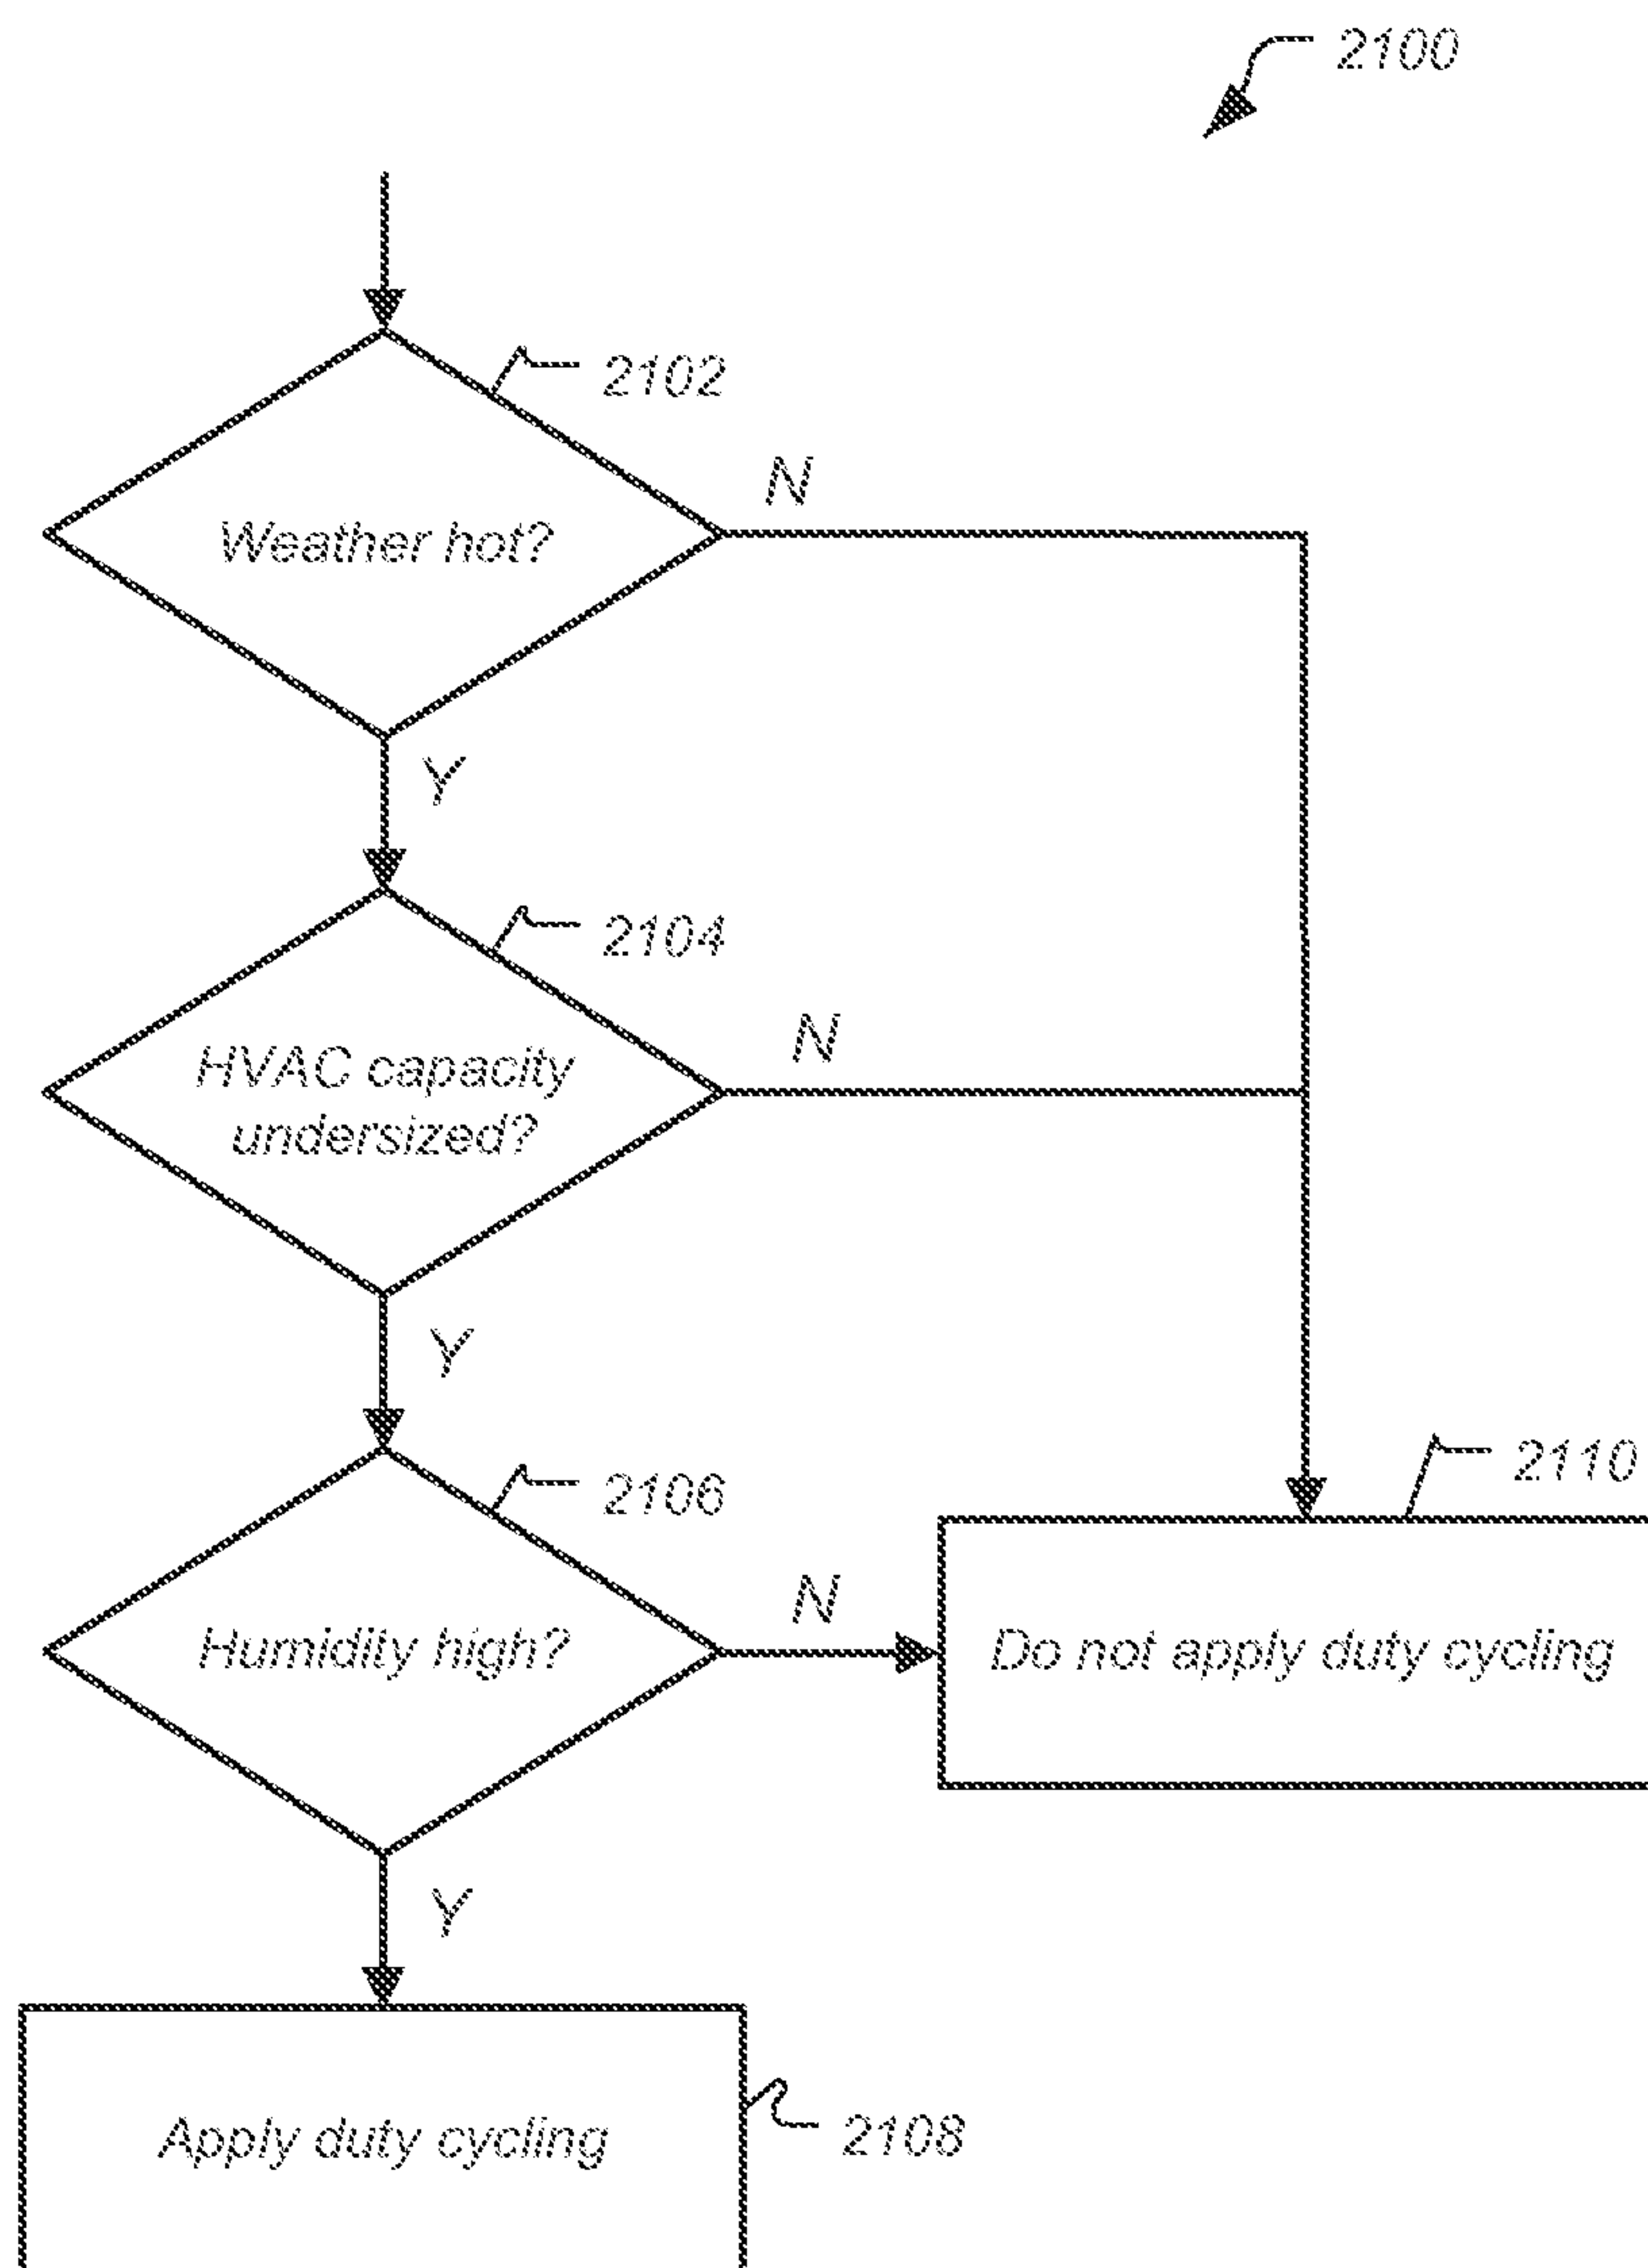 2100
2102
N
Weather hot?
Y
2104
N
HVAC capacity
undersized?
Y
2110
2106
N
Humidity high?
Do not apply duty cycling
Y
Apply duty cycling
2108